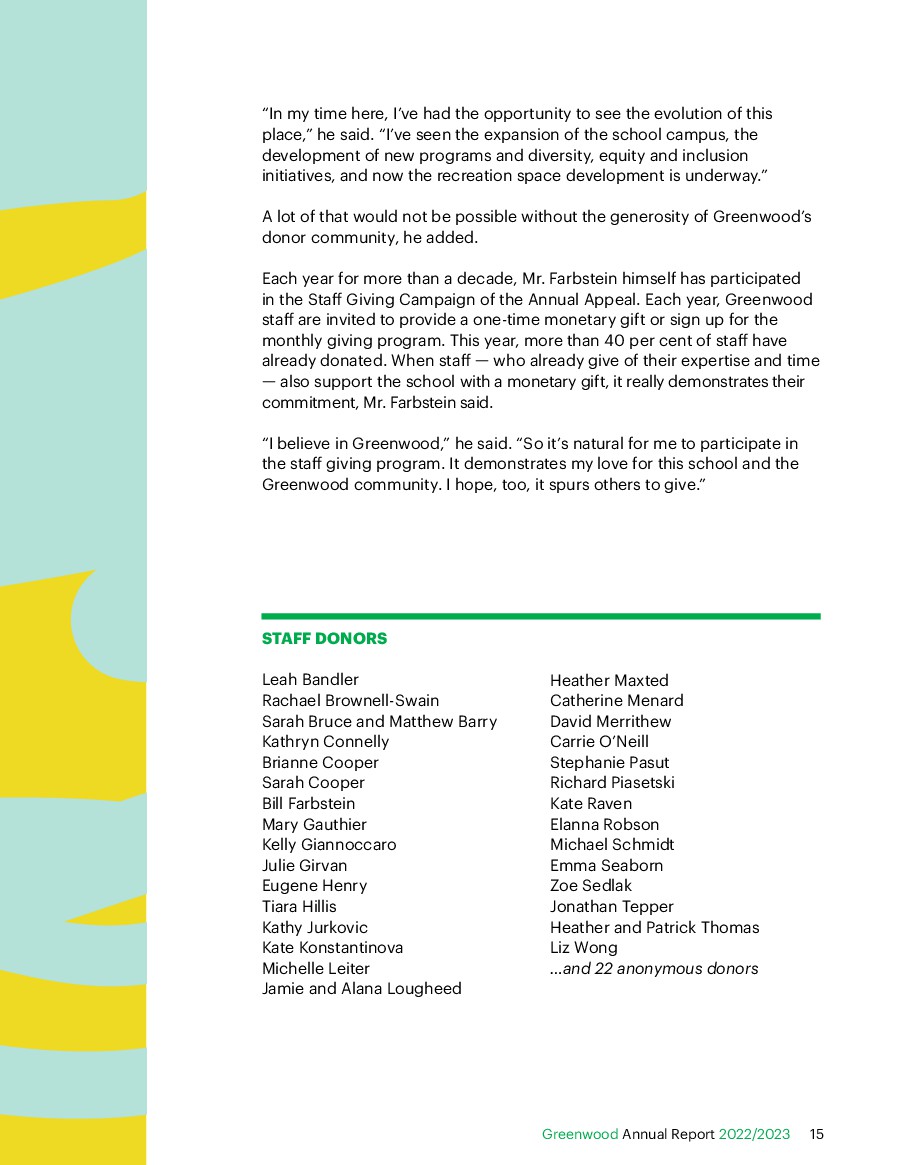 “In my time here, I’ve had the opportunity to see the evolution of this
place,” he said. “I’ve seen the expansion of the school campus, the
development of new programs and diversity, equity and inclusion
initiatives, and now the recreation space development is underway.”
A lot of that would not be possible without the generosity of Greenwood’s
donor community, he added.
Each year for more than a decade, Mr. Farbstein himself has participated
in the Staff Giving Campaign of the Annual Appeal. Each year, Greenwood
staff are invited to provide a one-time monetary gift or sign up for the
monthly giving program. This year, more than 40 per cent of staff have
already donated. When staff — who already give of their expertise and time
— also support the school with a monetary gift, it really demonstrates their
commitment, Mr. Farbstein said.
“I believe in Greenwood,” he said. “So it’s natural for me to participate in
the staff giving program. It demonstrates my love for this school and the
Greenwood community. I hope, too, it spurs others to give.”
STAFF DONORS
Leah Bandler
Rachael Brownell-Swain
Sarah Bruce and Matthew Barry
Kathryn Connelly
Brianne Cooper
Sarah Cooper
Bill Farbstein
Mary Gauthier
Kelly Giannoccaro
Julie Girvan
Eugene Henry
Tiara Hillis
Kathy Jurkovic
Kate Konstantinova
Michelle Leiter
Jamie and Alana Lougheed
Heather Maxted
Catherine Menard
David Merrithew
Carrie O’Neill
Stephanie Pasut
Richard Piasetski
Kate Raven
Elanna Robson
Michael Schmidt
Emma Seaborn
Zoe Sedlak
Jonathan Tepper
Heather and Patrick Thomas
Liz Wong
...and 22 anonymous donors
Greenwood Annual Report 2022/2023 15